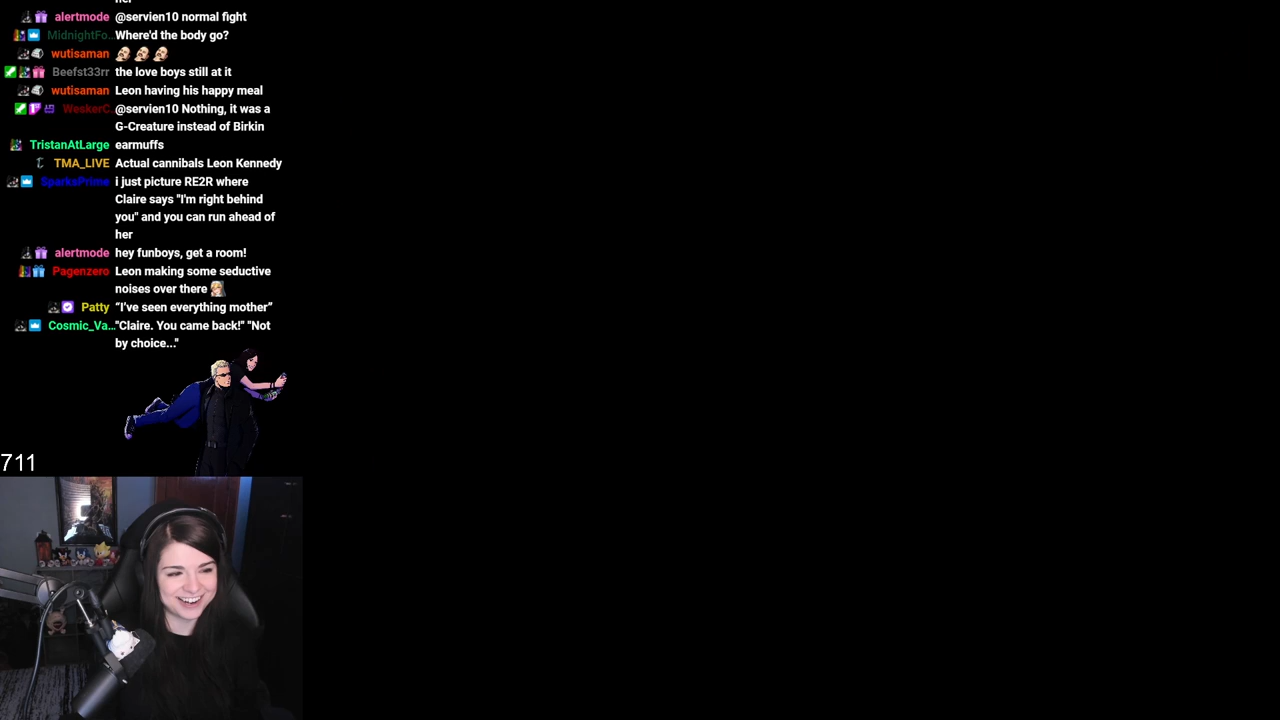 her
alertmode @servien10 normal fight
MidnightFo... Where'd the body go?
wutisaman
Beefst33rr the love boys still at it
wutisaman Leon having his happy meal
WeskerC... @servien10 Nothing, it was a
G-Creature instead of Birkin
TristanAtLarge earmuffs
TMA_LIVE Actual cannibals Leon Kennedy
SparksPrime i just picture RE2R where
Claire says "I'm right behind
you" and you can run ahead of
her
alertmode hey funboys, get a room!
Pagenzero Leon making some seductive
noises over there
Patty “I’ve seen everything mother”
Cosmic_Va... "Claire. You came back!" "Not
by choice..."
711